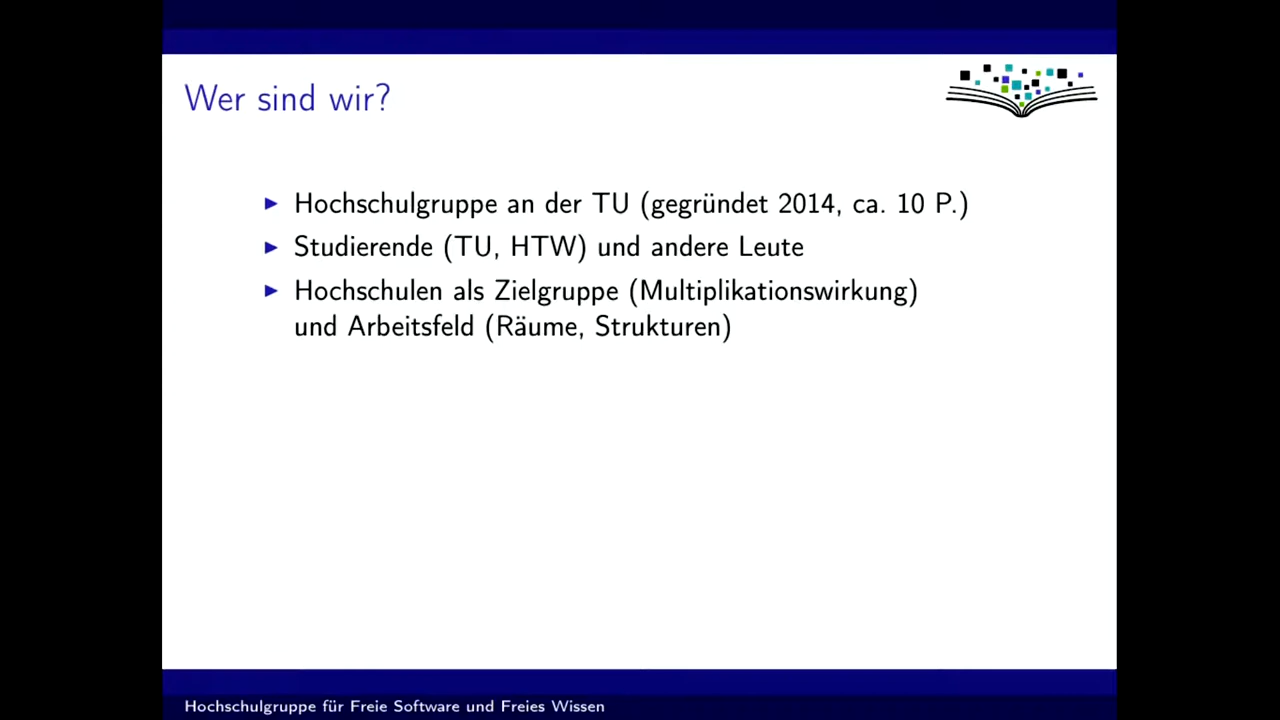 Wer sind wir?
Hochschulgruppe an der TU (gegründet 2014, ca. 10 P.)
Studierende (TU, HTW) und andere Leute
Hochschulen als Zielgruppe (Multiplikationswirkung)
und Arbeitsfeld (Räume, Strukturen)
Hochschulgruppe für Freie Software und Freies Wissen